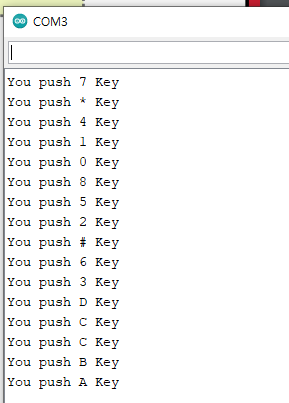 COM3
You push 7 Key
You push * Key
You push 4 Key
You push 1 Key
You push 0 Key
You push 8 Key
You push 5 Key
You push 2 Key
You push # Key
You push 6 Key
You push 3 Key
You push D Key
You push C Key
You push C Key
You push B Key
You push A Key